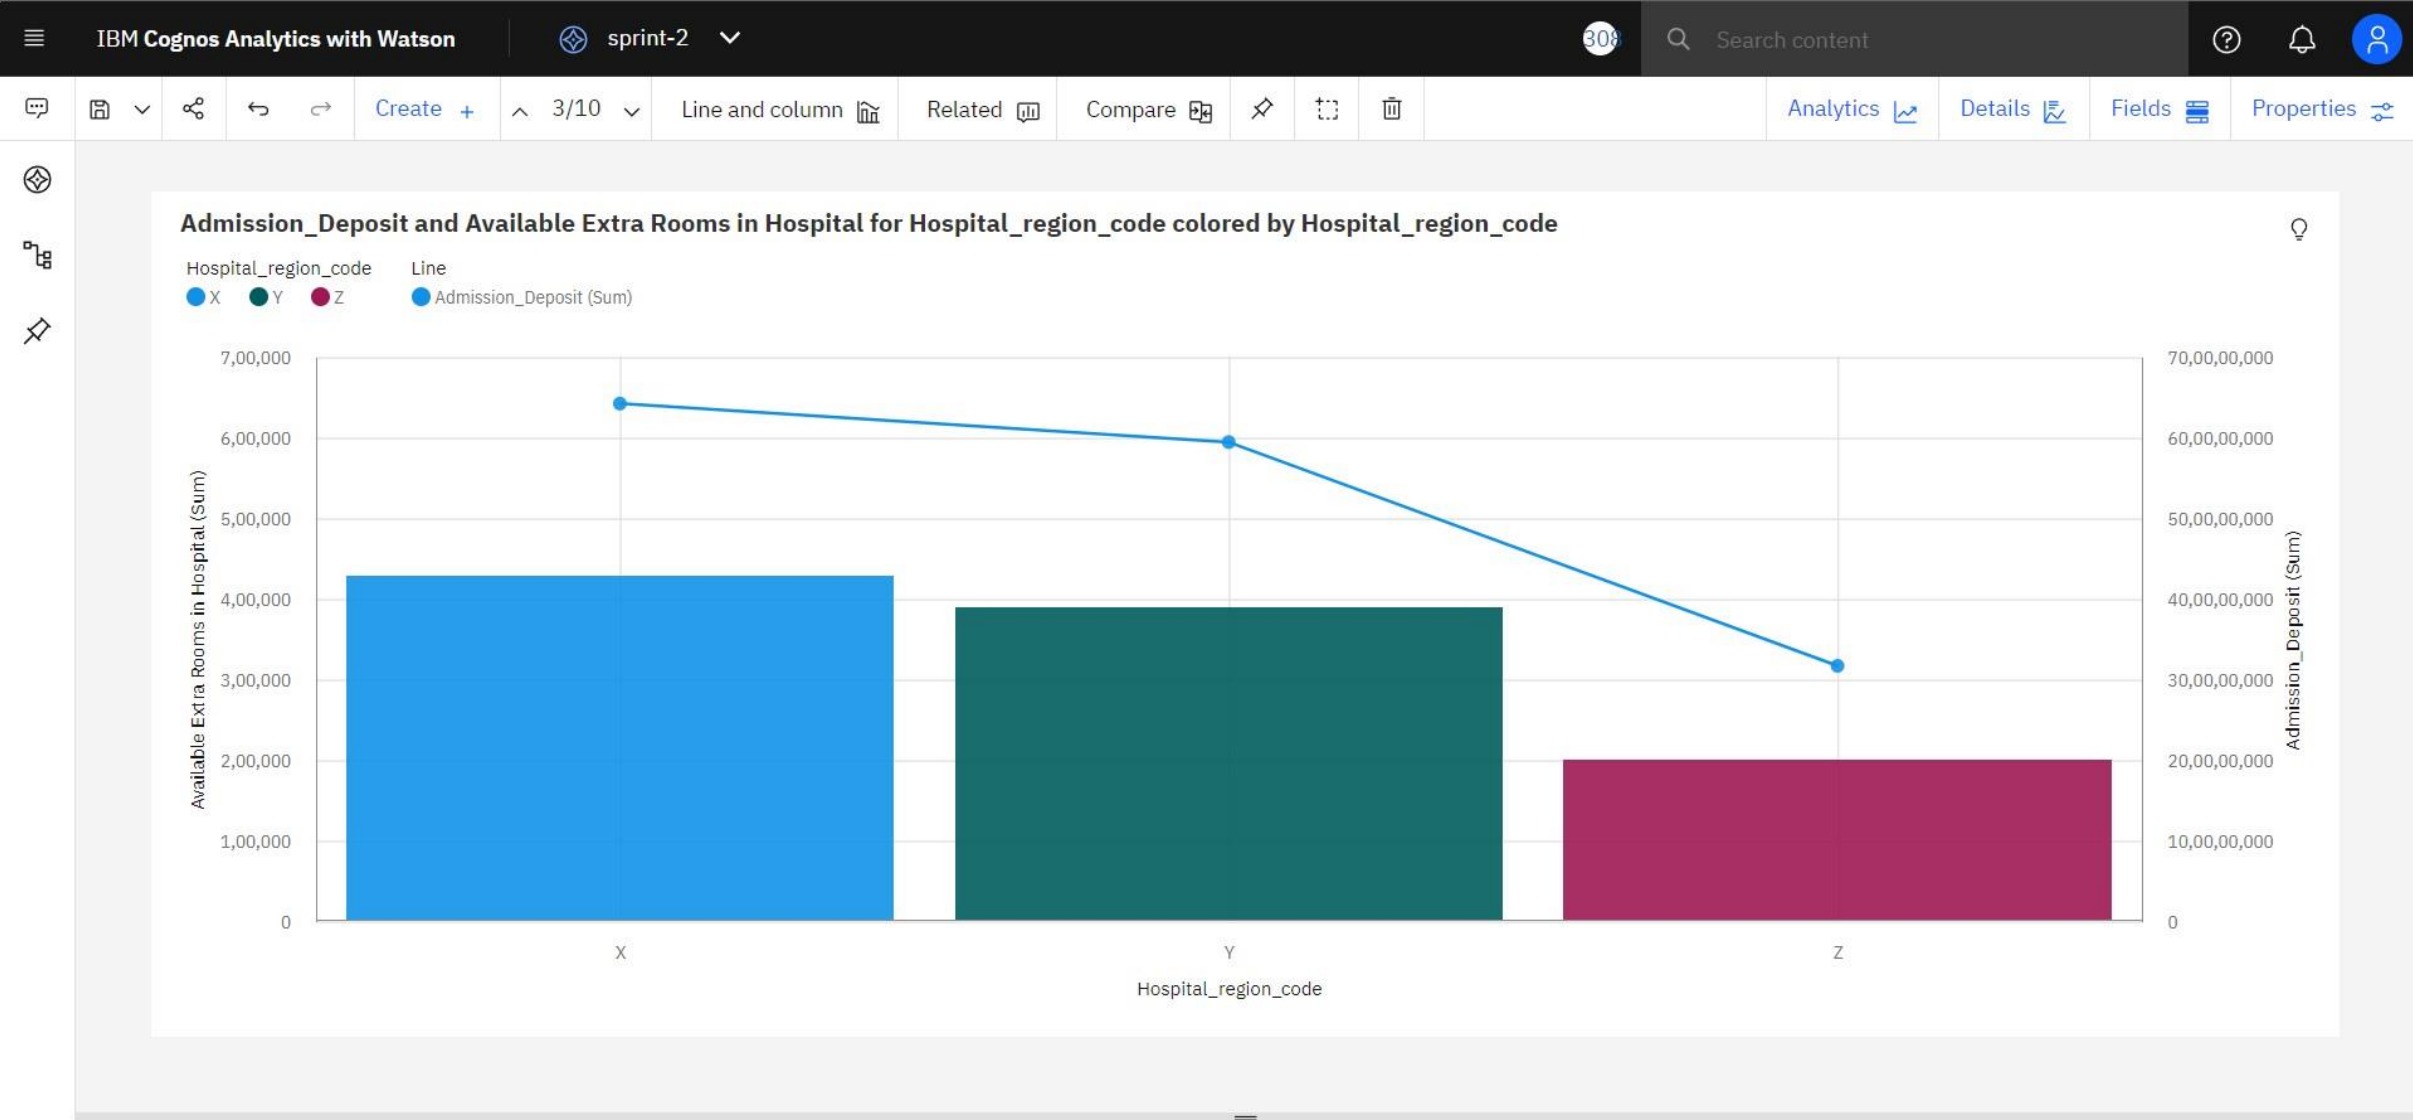 IBM Cognos Analytics with Watson
sprint-2
308
Search content
Create +
3/10
Line and column
Related
Compare
Analytics
Details
Fields
Properties
Admission_Deposit and Available Extra Rooms in Hospital for Hospital_region_code colored by Hospital_region_code
Hospital_region_code
Line
X
Y
Z
Admission_Deposit (Sum)
Available Extra Rooms in Hospital (Sum)
7,00,000
6,00,000
5,00,000
4,00,000
3,00,000
2,00,000
1,00,000
0
70,00,00,000
60,00,00,000
50,00,00,000
40,00,00,000
30,00,00,000
20,00,00,000
10,00,00,000
0
Admission_Deposit (Sum)
X
Y
Z
Hospital_region_code